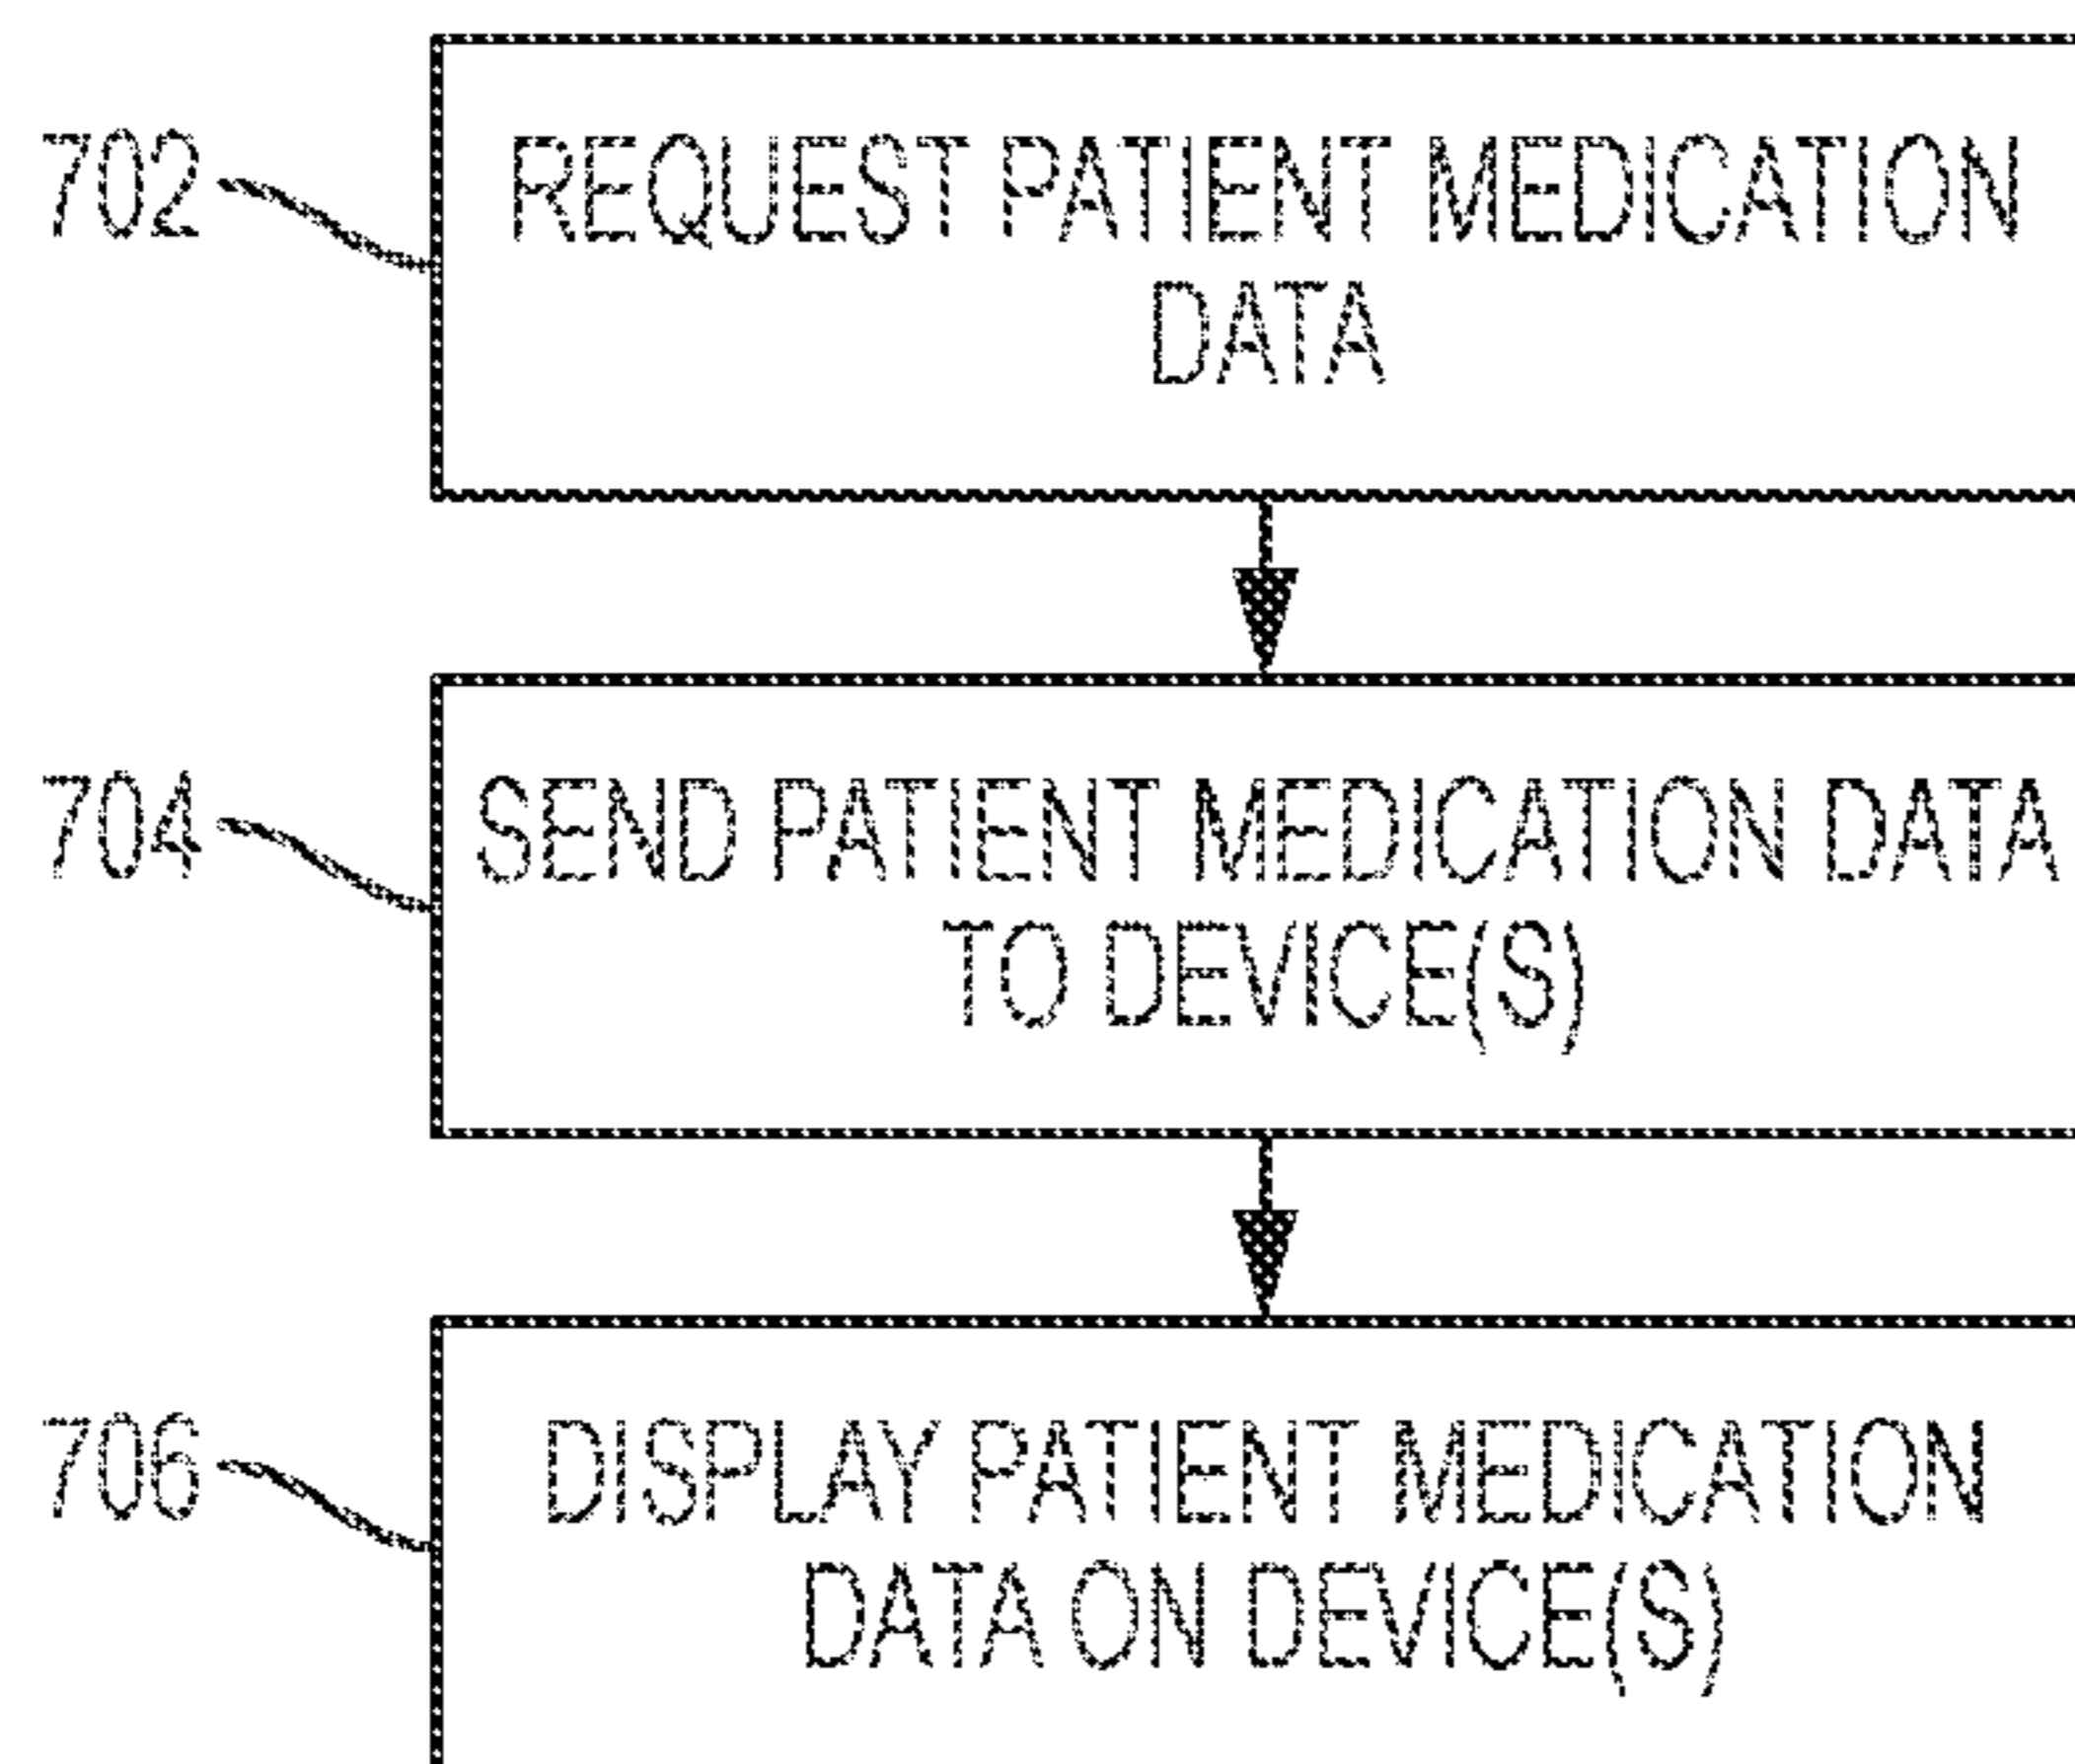 702
REQUEST PATIENT MEDICATION
DATA
704
SEND PATIENT MEDICATION DATA
TO DEVICE(S)
706
DISPLAY PATIENT MEDICATION
DATA ON DEVICE(S)